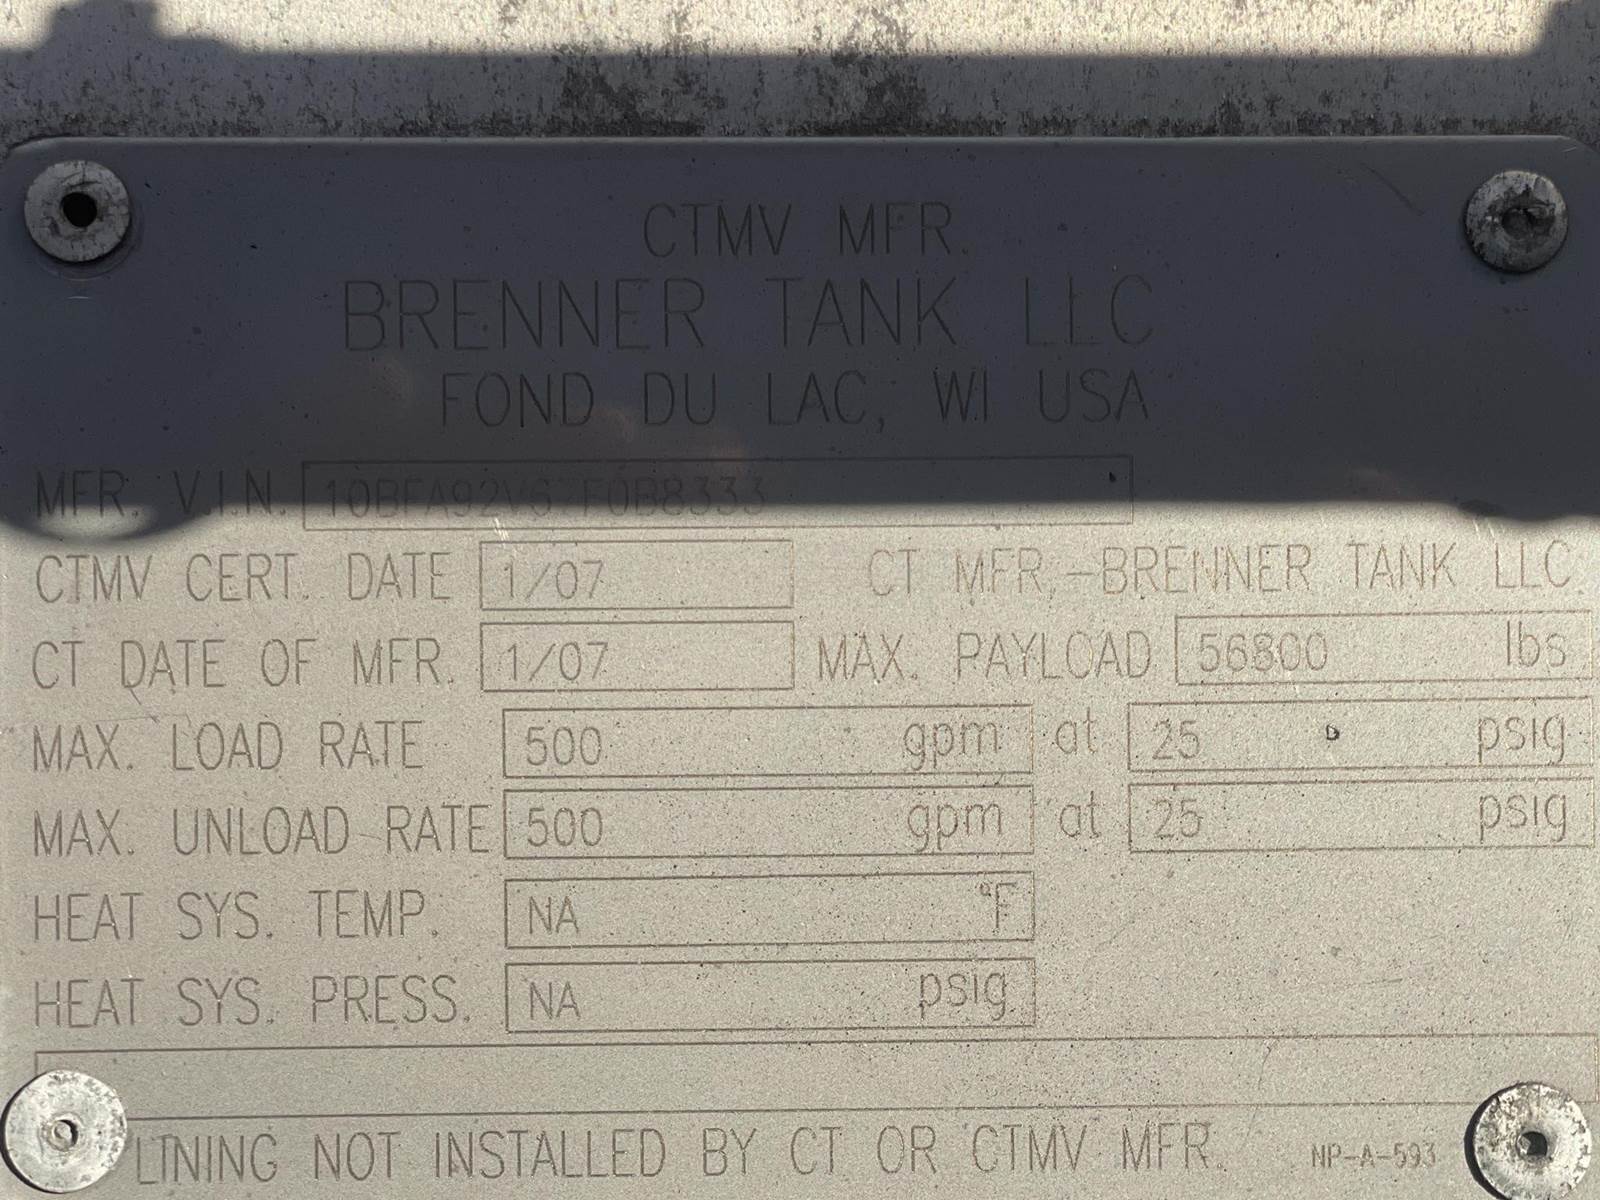 CTMV MFR.
BRENNER TANK LLC
FOND DU LAC, WI USA
MFR. V.I.N. 10BFA92V67F0B8333
CTMV CERT. DATE 1/07 CT MFR.-BRENNER TANK LLC
CT DATE OF MFR. 1/07 MAX. PAYLOAD 56800 lbs
MAX. LOAD RATE 500 gpm at 25 psig
MAX. UNLOAD RATE 500 gpm at 25 psig
HEAT SYS. TEMP. NA °F
HEAT SYS. PRESS. NA psig
LINING NOT INSTALLED BY CT OR CTMV MFR. NP-A-593